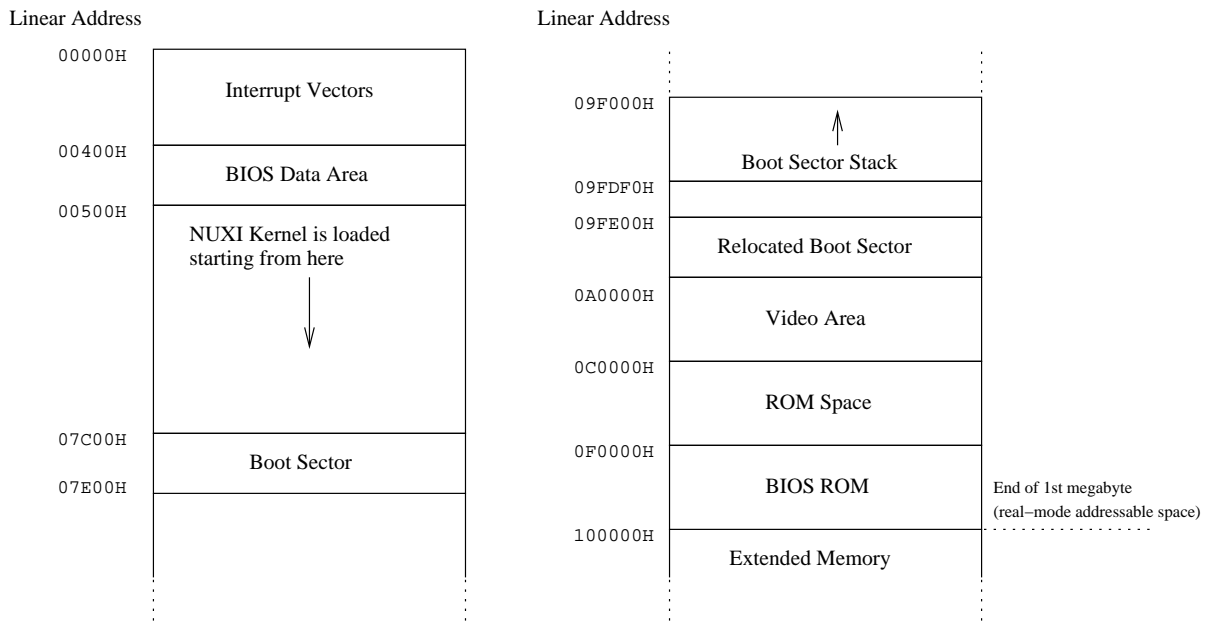 Linear Address
00000H
Interrupt Vectors
00400H
BIOS Data Area
00500H
NUXI Kernel is loaded
starting from here
07C00H
Boot Sector
07E00H
Linear Address
09F000H
Boot Sector Stack
09FDF0H
09FE00H
Relocated Boot Sector
0A0000H
Video Area
0C0000H
ROM Space
0F0000H
BIOS ROM
End of 1st megabyte
(real−mode addressable space)
100000H
Extended Memory